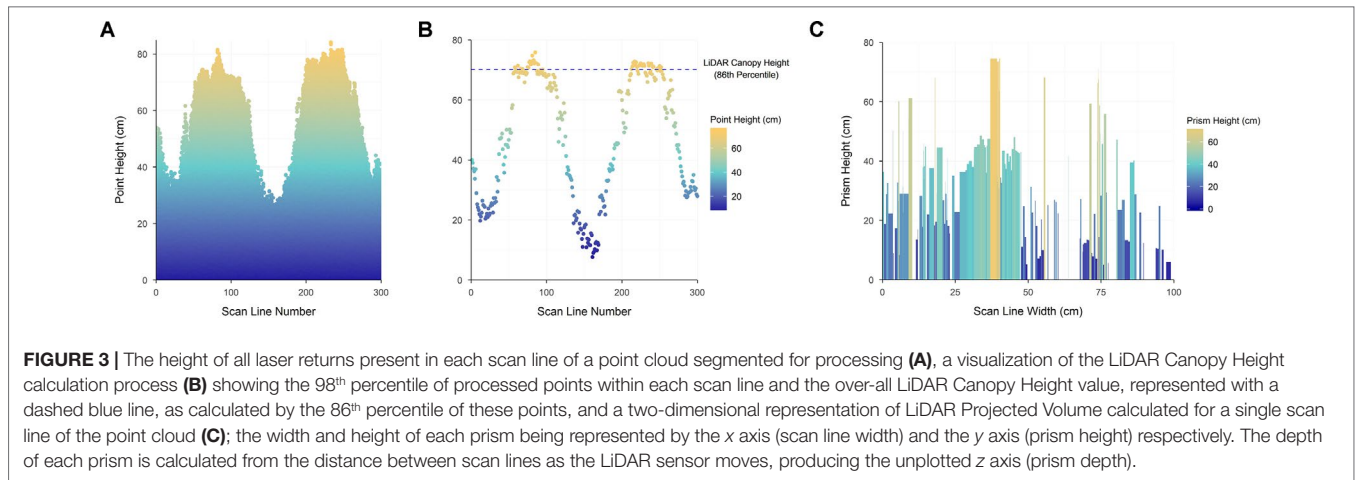 A
Point Height (cm)
80
60
40
20
0
0
100
200
300
Scan Line Number
B
80
60
40
20
0
0
100
200
300
Scan Line Number
LiDAR Canopy Height
(86th Percentile)
Point Height (cm)
60
40
20
C
Prism Height (cm)
80
60
40
20
0
0
25
50
75
100
Scan Line Width (cm)
Prism Height (cm)
60
40
20
0
FIGURE 3 | The height of all laser returns present in each scan line of a point cloud segmented for processing (A), a visualization of the LiDAR Canopy Height
calculation process (B) showing the 98th percentile of processed points within each scan line and the over-all LiDAR Canopy Height value, represented with a
dashed blue line, as calculated by the 86th percentile of these points, and a two-dimensional representation of LiDAR Projected Volume calculated for a single scan
line of the point cloud (C); the width and height of each prism being represented by the x axis (scan line width) and the y axis (prism height) respectively. The depth
of each prism is calculated from the distance between scan lines as the LiDAR sensor moves, producing the unplotted z axis (prism depth).